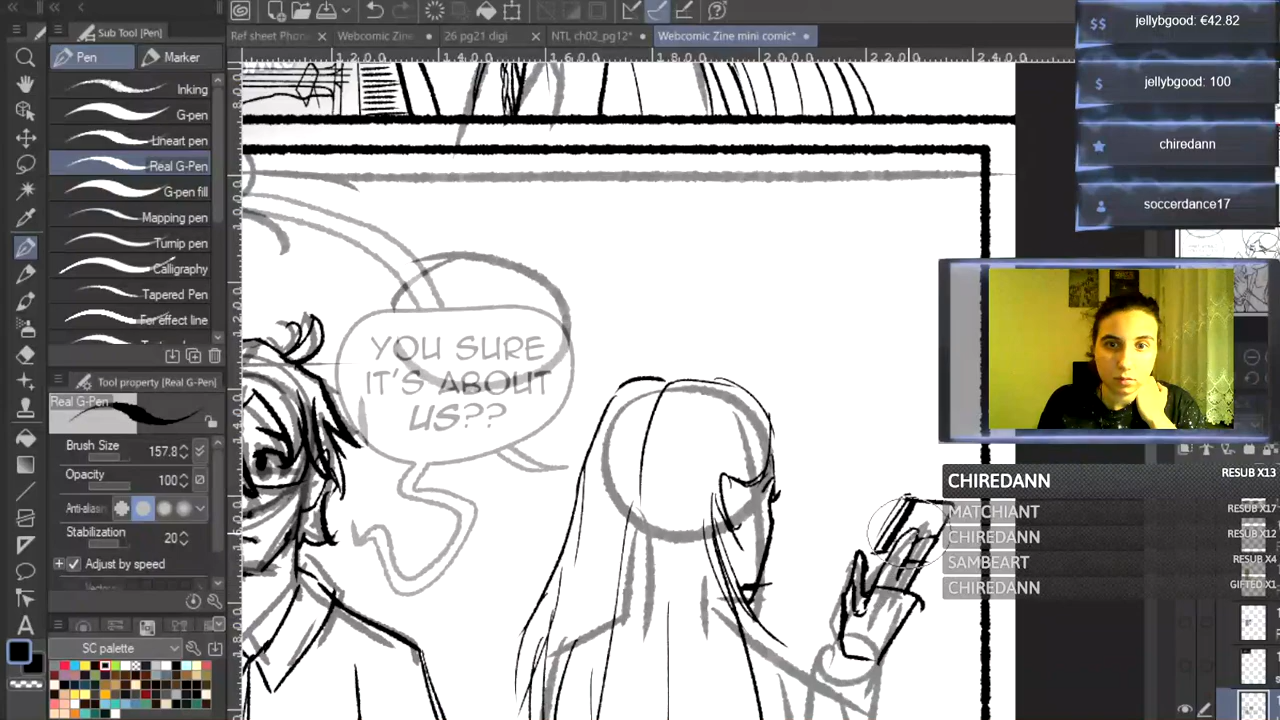 Sub Tool [Pen]
Pen
Marker
Inking
G-pen
Lineart pen
Real G-Pen
G-pen fill
Mapping pen
Turnip pen
Calligraphy
Tapered Pen
For effect line
Tool property [Real G-Pen]
Real G-Pen
Brush Size 157.8
Opacity 100
Anti-alias
Stabilization 20
Adjust by speed
SC palette
Webcomic Zine
26 pg21 digi
NTL ch02_pg12*
Webcomic Zine mini comic*
YOU SURE
IT'S ABOUT
US??
$$ jellybgood: €42.82
$ jellybgood: 100
chiredann
soccerdance17
CHIREDANN RESUB X13
MATCHIANT RESUB X17
CHIREDANN RESUB X12
SAMBEART RESUB X4
CHIREDANN GIFTED X1